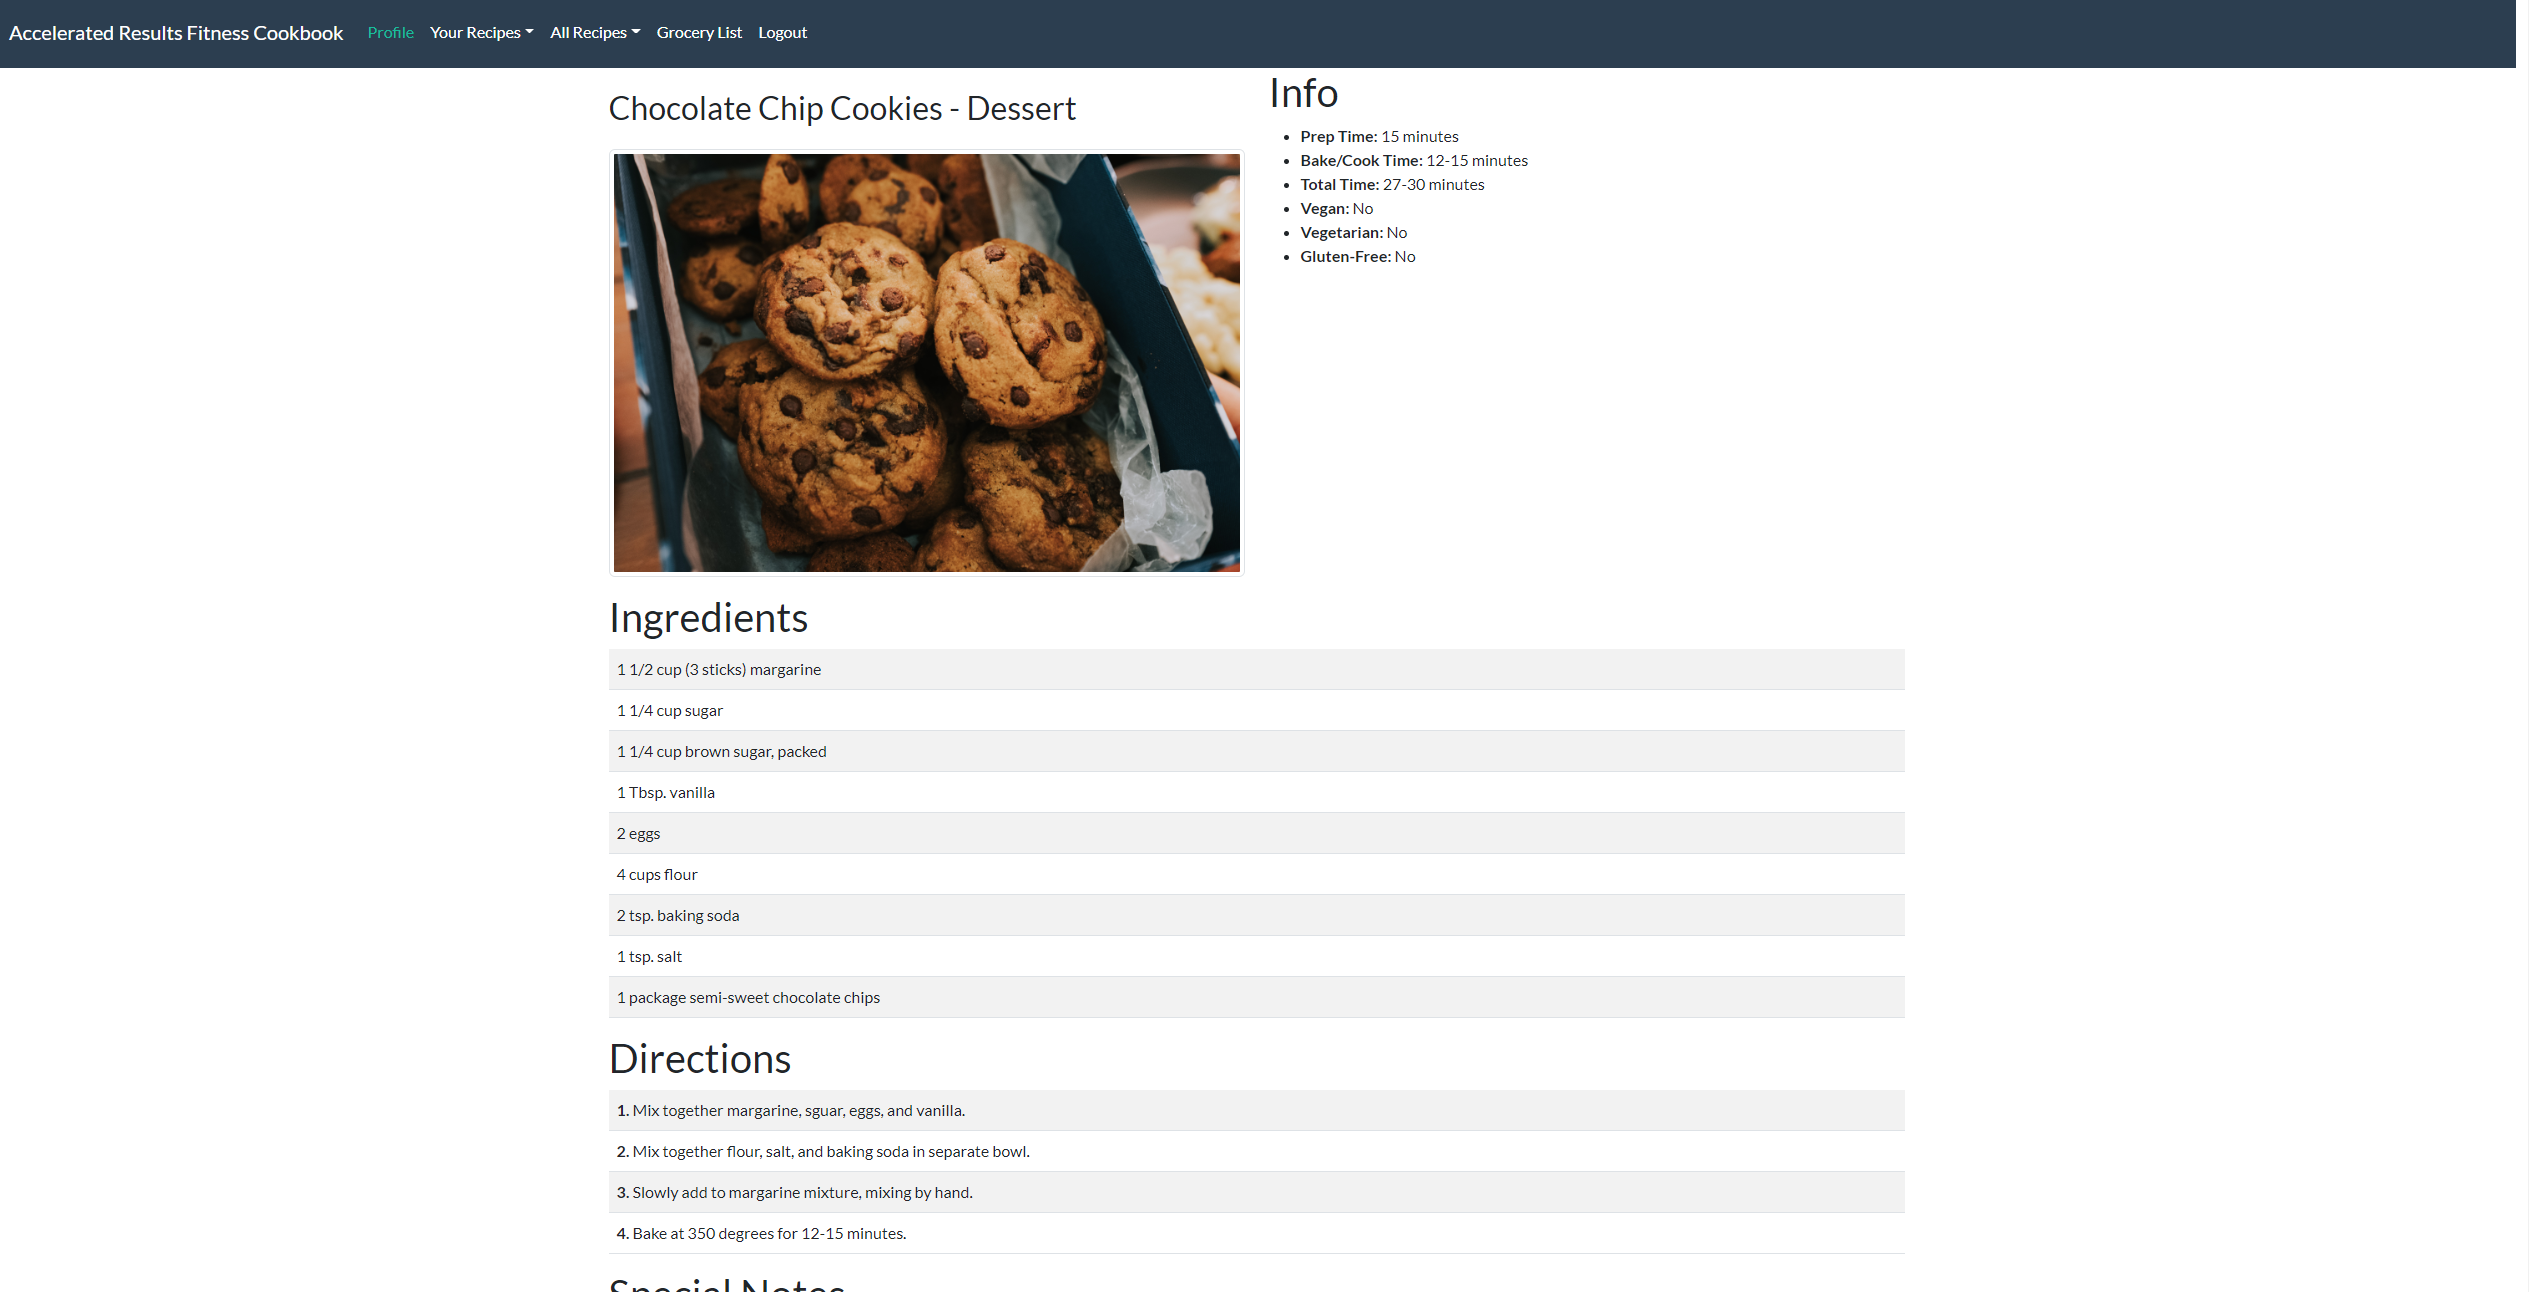 Accelerated Results Fitness Cookbook Profile Your Recipes All Recipes Grocery List Logout
Chocolate Chip Cookies - Dessert
Info
Prep Time: 15 minutes
Bake/Cook Time: 12-15 minutes
Total Time: 27-30 minutes
Vegan: No
Vegetarian: No
Gluten-Free: No
Ingredients
1 1/2 cup (3 sticks) margarine
1 1/4 cup sugar
1 1/4 cup brown sugar, packed
1 Tbsp. vanilla
2 eggs
4 cups flour
2 tsp. baking soda
1 tsp. salt
1 package semi-sweet chocolate chips
Directions
1. Mix together margarine, sguar, eggs, and vanilla.
2. Mix together flour, salt, and baking soda in separate bowl.
3. Slowly add to margarine mixture, mixing by hand.
4. Bake at 350 degrees for 12-15 minutes.
Special Notes